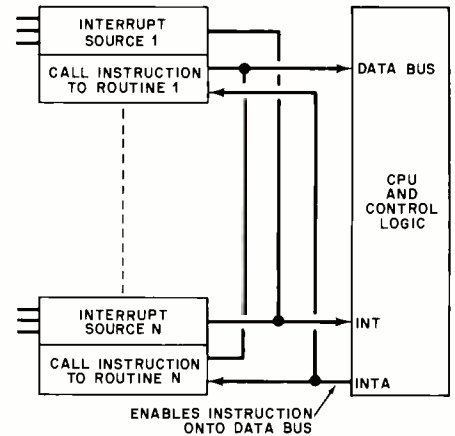 INTERRUPT
SOURCE 1
CALL INSTRUCTION
TO ROUTINE 1
DATA BUS
CPU
AND
CONTROL
LOGIC
INTERRUPT
SOURCE N
CALL INSTRUCTION
TO ROUTINE N
INT
INTA
ENABLES INSTRUCTION
ONTO DATA BUS